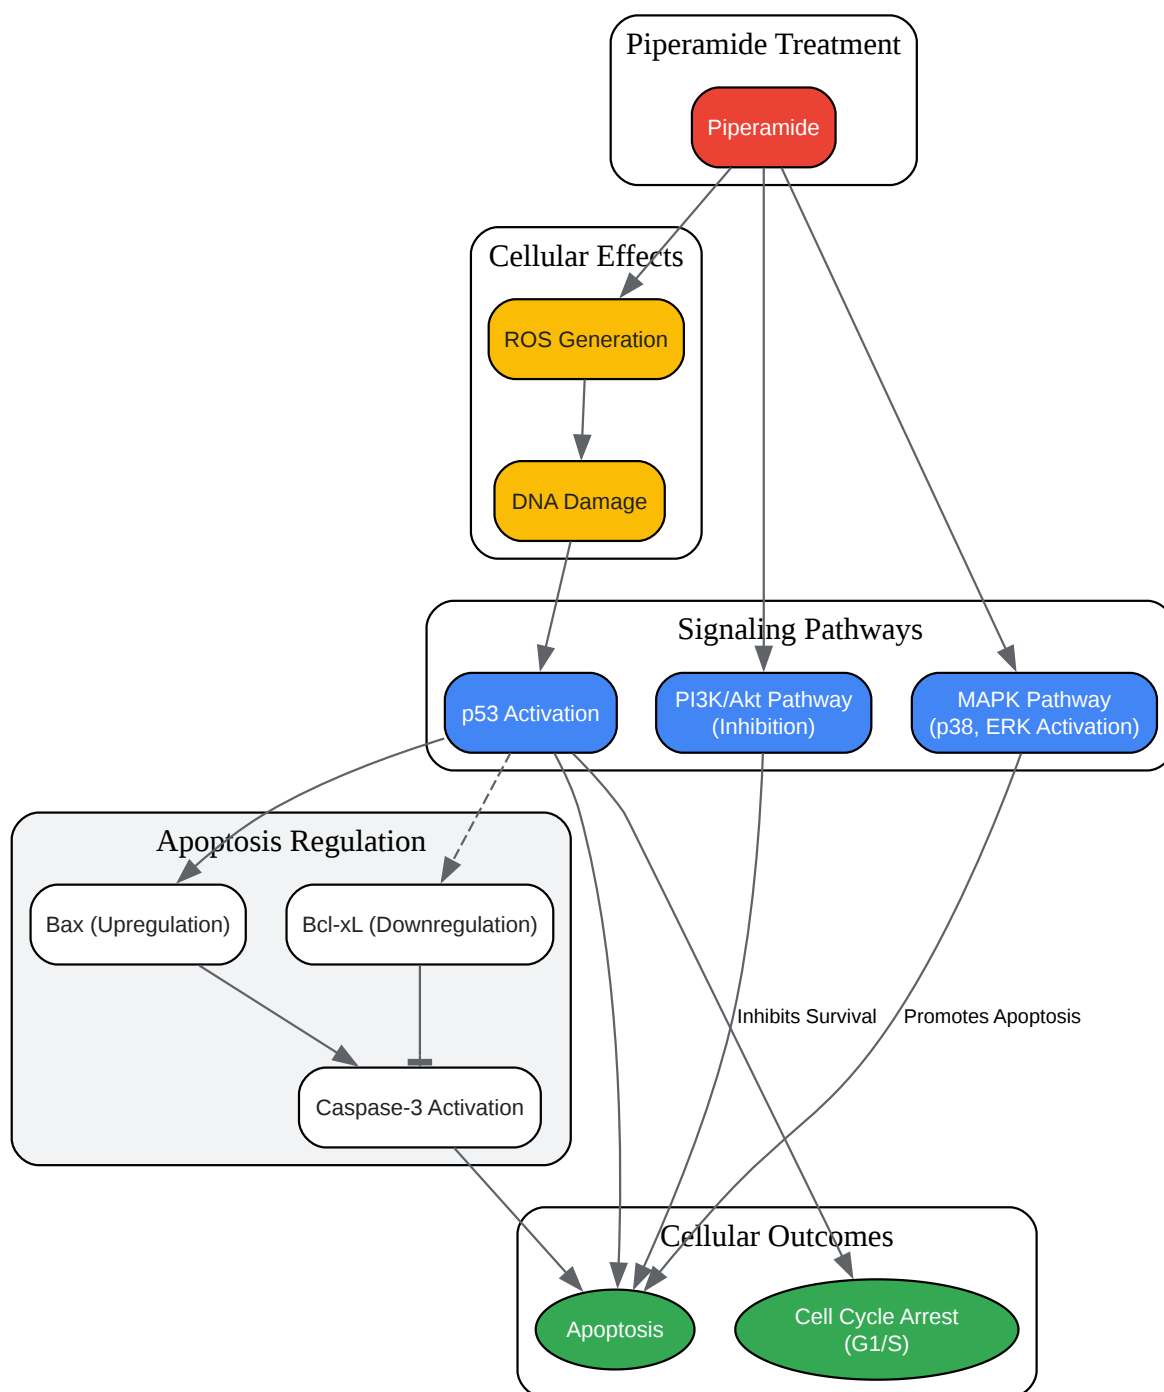 Piperamide Treatment
Piperamide
Cellular Effects
ROS Generation
DNA Damage
Signaling Pathways
p53 Activation
PI3K/Akt Pathway
(Inhibition)
MAPK Pathway
(p38, ERK Activation)
Apoptosis Regulation
Bax (Upregulation)
Bcl-xL (Downregulation)
Inhibits Survival
Promotes Apoptosis
Caspase-3 Activation
Cellular Outcomes
Apoptosis
Cell Cycle Arrest
(G1/S)